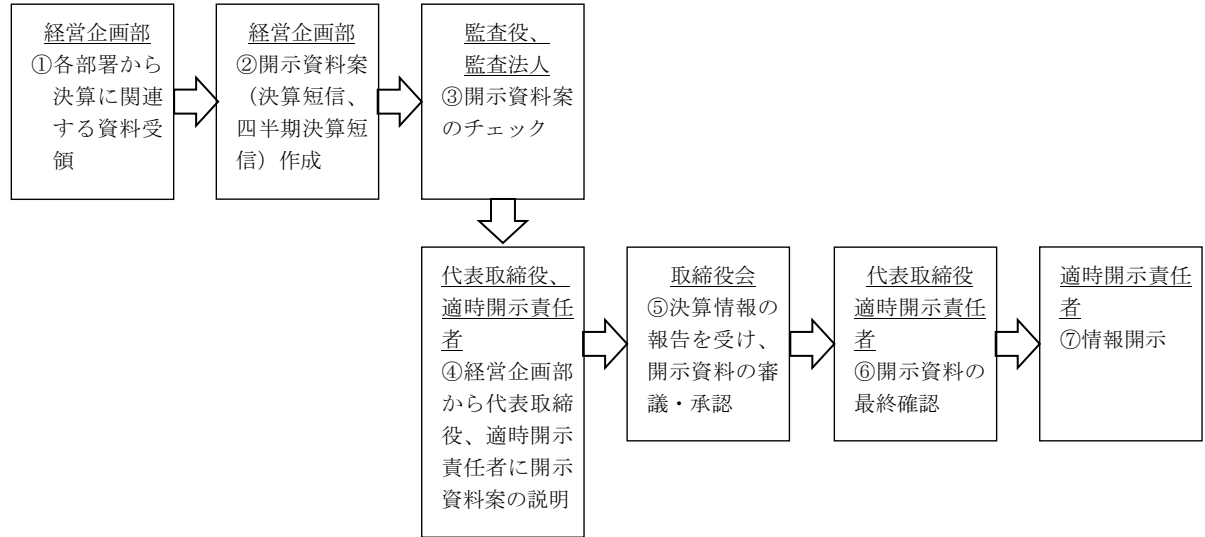 経営企画部
①各部署から
決算に関連
する資料受
領
経営企画部
②開示資料案
（決算短信、
四半期決算短
信）作成
監査役、
監査法人
③開示資料案
のチェック
代表取締役、
適時開示責任
者
④経営企画部
から代表取締
役、適時開示
責任者に開示
資料案の説明
取締役会
⑤決算情報の
報告を受け、
開示資料の審
議・承認
代表取締役
適時開示責任
者
⑥開示資料の
最終確認
適時開示責任
者
⑦情報開示